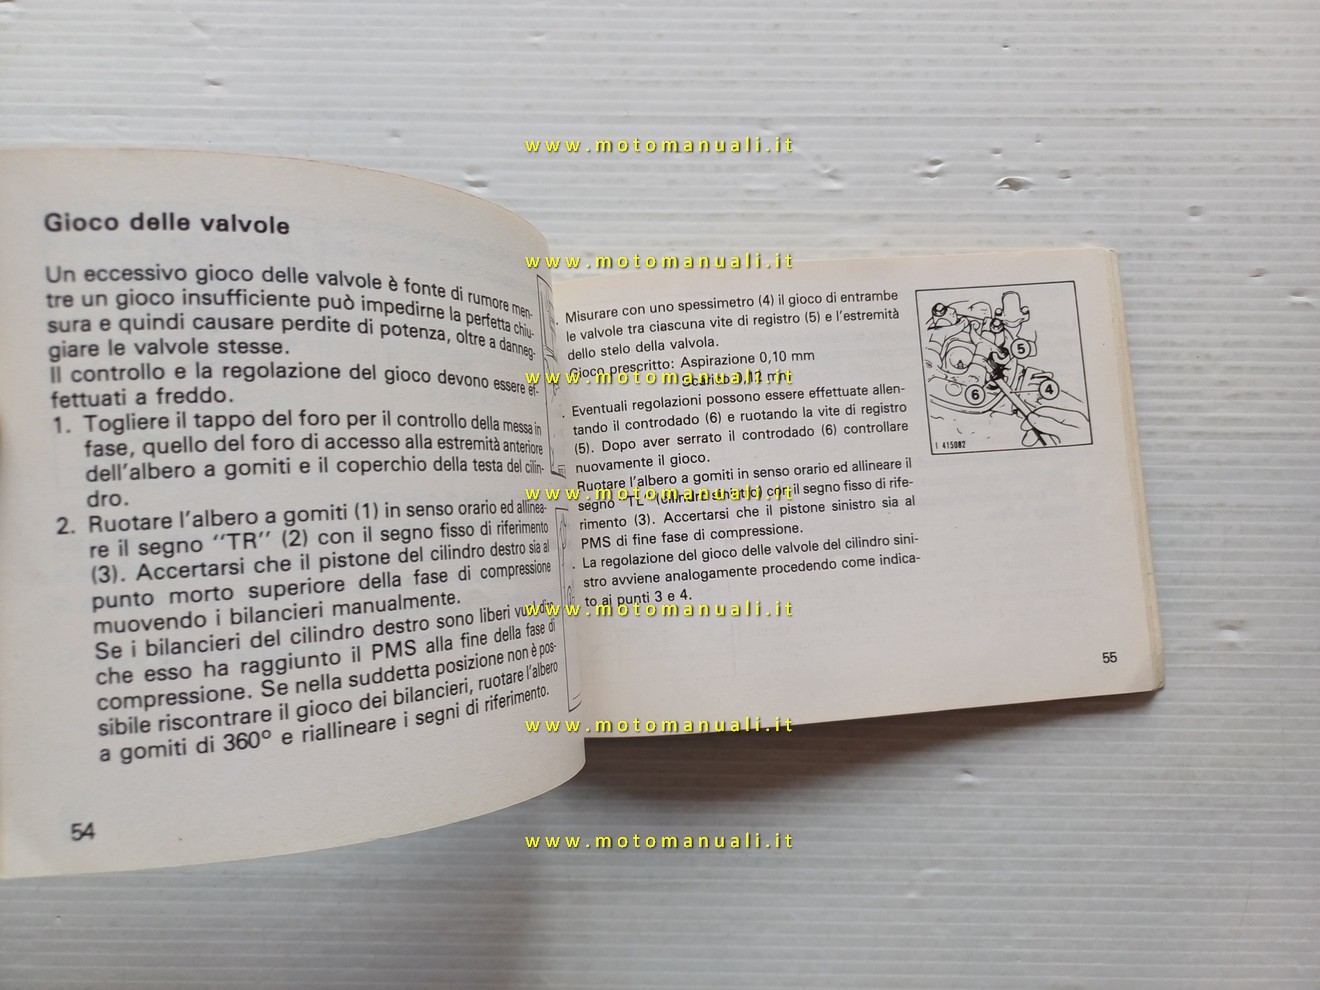 Gioco delle valvole
Un eccessivo gioco delle valvole è fonte di rumore men-
tre un gioco insufficiente può impedirne la perfetta chiu-
sura e quindi causare perdite di potenza, oltre a danneg-
giare le valvole stesse.
Il controllo e la regolazione del gioco devono essere ef-
fettuati a freddo.
1. Togliere il tappo del foro per il controllo della messa in
fase, quello del foro di accesso alla estremità anteriore
dell'albero a gomiti e il coperchio della testa del cilin-
dro.
2. Ruotare l'albero a gomiti (1) in senso orario ed allinea-
re il segno "TR" (2) con il segno fisso di riferimento
(3). Accertarsi che il pistone del cilindro destro sia al
punto morto superiore della fase di compressione
muovendo i bilancieri manualmente.
Se i bilancieri del cilindro destro sono liberi vuol dire
che esso ha raggiunto il PMS alla fine della fase di
compressione. Se nella suddetta posizione non è pos-
sibile riscontrare il gioco dei bilancieri, ruotare l'albero
a gomiti di 360° e riallineare i segni di riferimento.
54
Misurare con uno spessimetro (4) il gioco di entrambe
le valvole tra ciascuna vite di registro (5) e l'estremità
dello stelo della valvola.
Gioco prescritto: Aspirazione 0,10 mm
Scarico 0,12 mm
Eventuali regolazioni possono essere effettuate allen-
tando il controdado (6) e ruotando la vite di registro
(5). Dopo aver serrato il controdado (6) controllare
nuovamente il gioco.
Ruotare l'albero a gomiti in senso orario ed allineare il
segno "TL" (cilindro sinistro) con il segno fisso di rife-
rimento (3). Accertarsi che il pistone sinistro sia al
PMS di fine fase di compressione.
La regolazione del gioco delle valvole del cilindro sini-
stro avviene analogamente procedendo come indica-
to ai punti 3 e 4.
5
4
6
I 415082
55
www.motomanuali.it
www.motomanuali.it
www.motomanuali.it
www.motomanuali.it
www.motomanuali.it
www.motomanuali.it
www.motomanuali.it